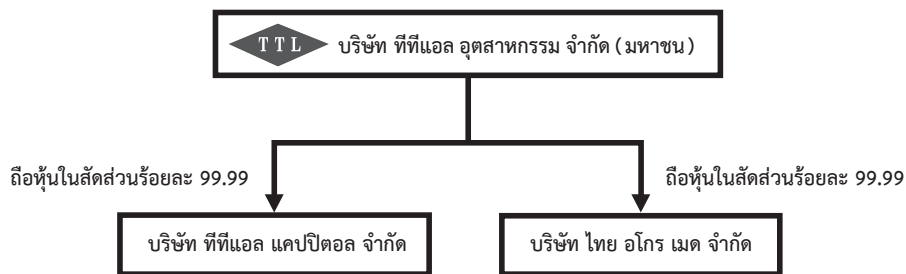 TTL บริษัท ทีทีแอล อุตสาหกรรม จำกัด (มหาชน)
ถือหุ้นในสัดส่วนร้อยละ 99.99
ถือหุ้นในสัดส่วนร้อยละ 99.99
บริษัท ทีทีแอล แคปปิตอล จำกัด
บริษัท ไทย อโกร เมด จำกัด